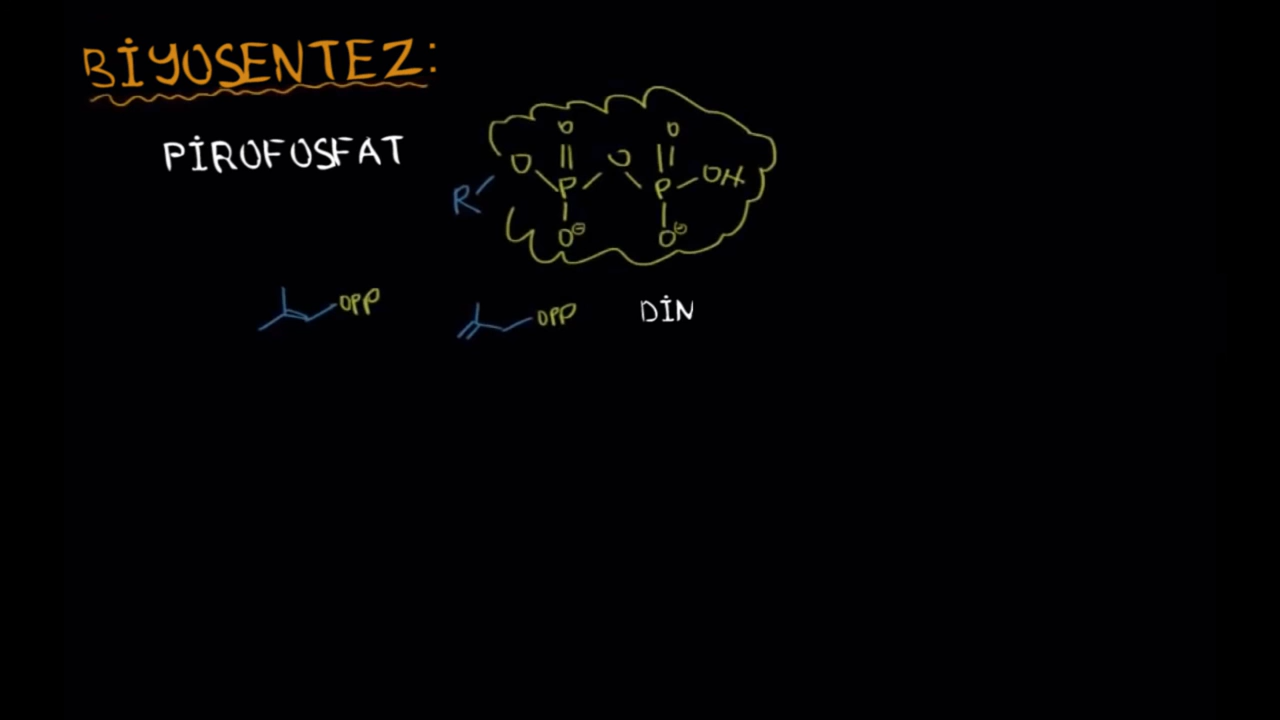 BİYOSENTEZ:
PİROFOSFAT
O O O O
R P P OH
O⊖ O⊖
OPP OPP DİN